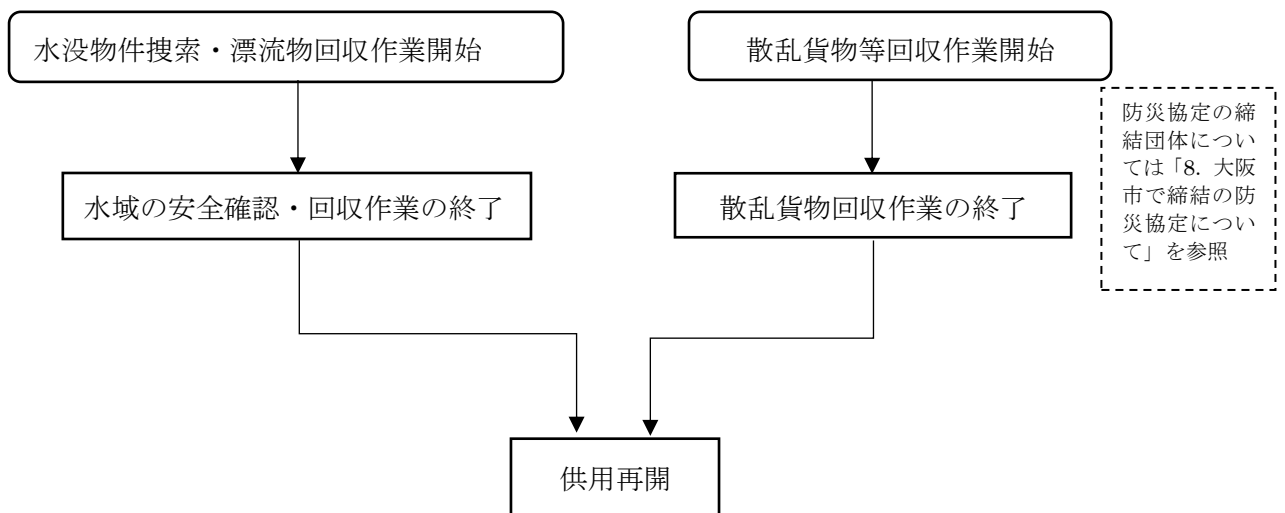 水没物件捜索・漂流物回収作業開始
散乱貨物等回収作業開始
防災協定の締
結団体につい
ては「8. 大阪
市で締結の防
災協定につい
て」を参照
水域の安全確認・回収作業の終了
散乱貨物回収作業の終了
供用再開